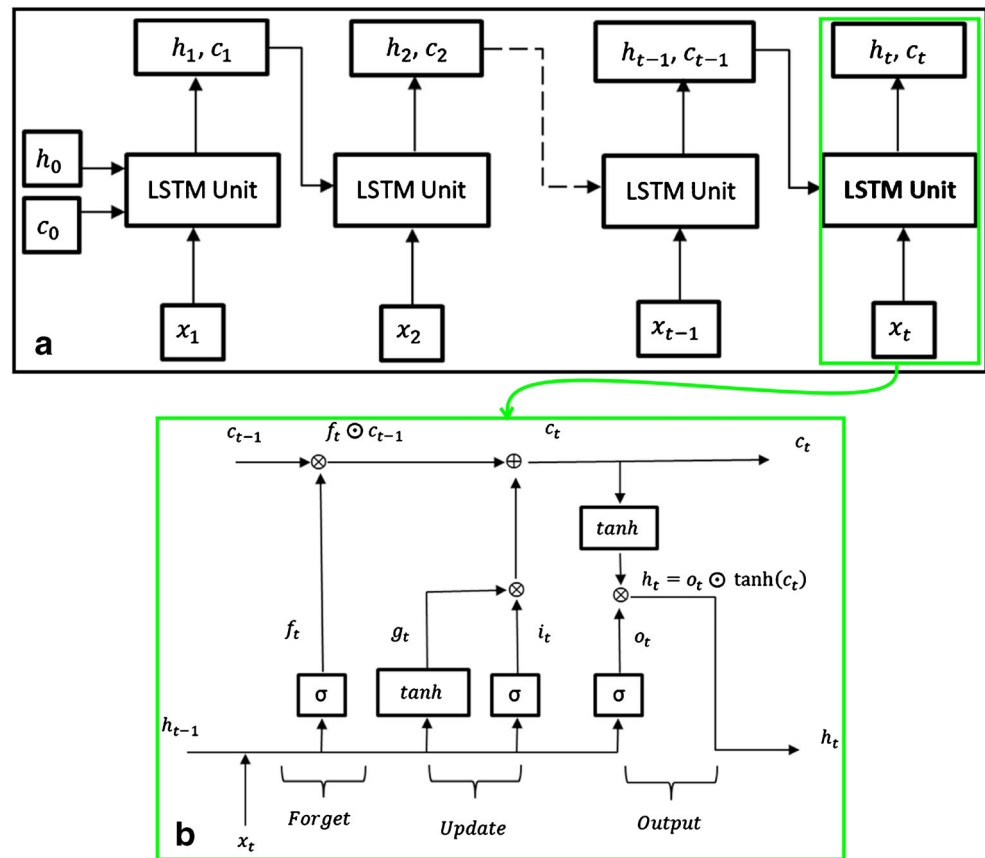 h₁, c₁
h₂, c₂
hₜ₋₁, cₜ₋₁
hₜ, cₜ
h₀
c₀
LSTM Unit
LSTM Unit
LSTM Unit
LSTM Unit
x₁
x₂
xₜ₋₁
xₜ
a
cₜ₋₁
fₜ ⊙ cₜ₋₁
cₜ
cₜ
tanh
hₜ = oₜ ⊙ tanh(cₜ)
fₜ
gₜ
iₜ
oₜ
σ
tanh
σ
σ
hₜ₋₁
hₜ
xₜ
Forget
Update
Output
b